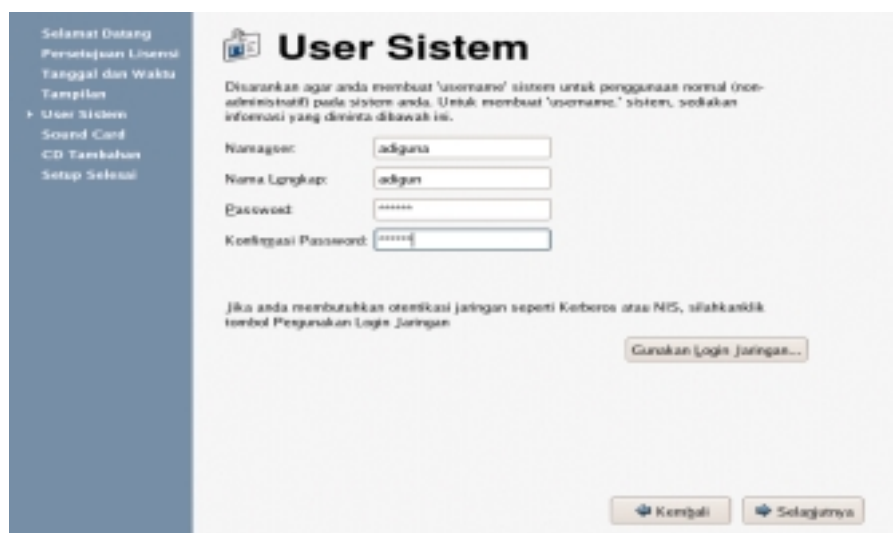 Selamat Datang
Persetujuan Lisensi
Tanggal dan Waktu
Tampilan
User Sistem
Sound Card
CD Tambahan
Setup Selesai
User Sistem
Disarankan agar anda membuat 'username' sistem untuk penggunaan normal (non-
administratif) pada sistem anda. Untuk membuat 'username,' sistem, sediakan
informasi yang diminta dibawah ini.
Namauser: adiguna
Nama Lengkap: adigun
Password: ******
Konfirmasi Password: ******
Jika anda membutuhkan otentikasi jaringan seperti Kerberos atau NIS, silahkanklik
tombol Pengunakan Login Jaringan
Gunakan Login Jaringan...
Kembali
Selanjutnya